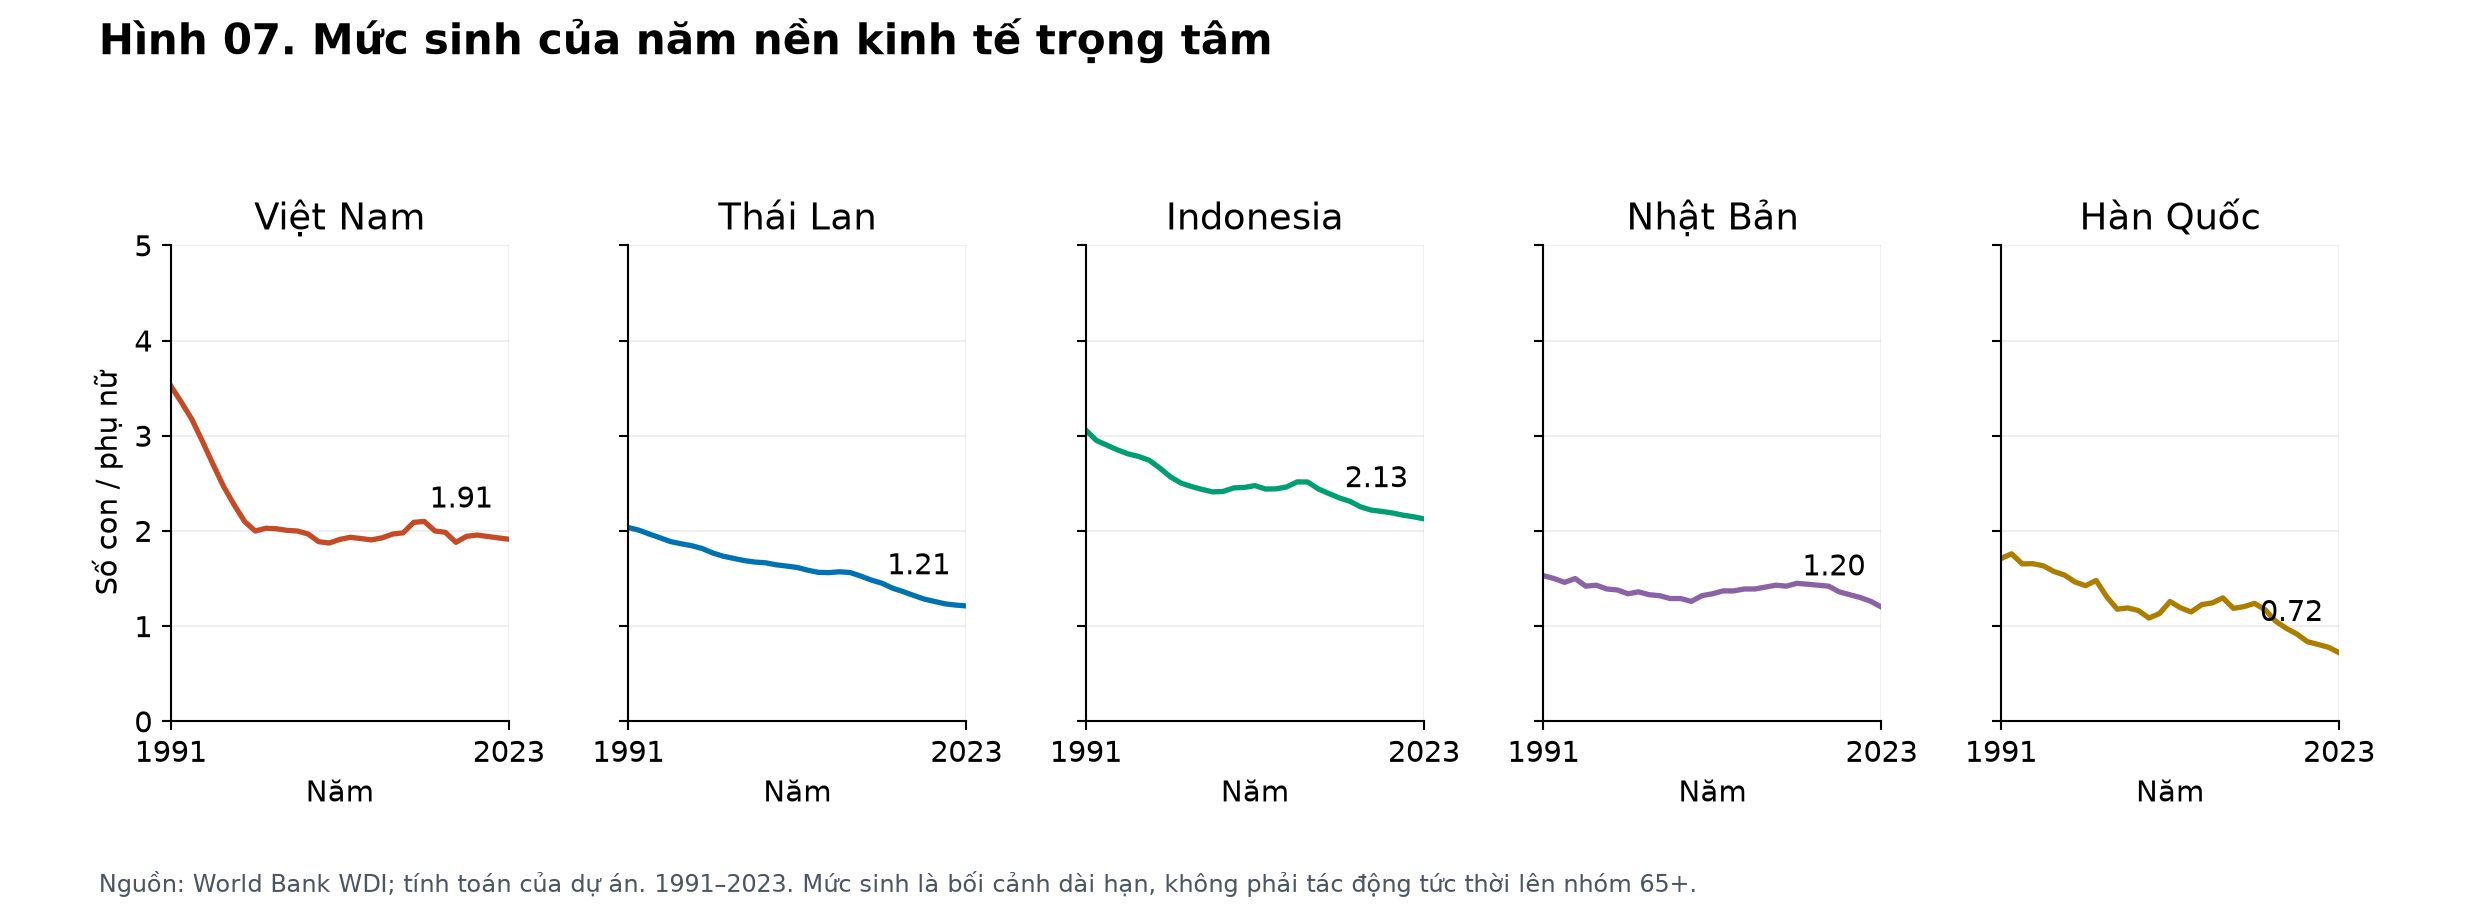 Hình 07. Mức sinh của năm nền kinh tế trọng tâm
Việt Nam
Thái Lan
Indonesia
Nhật Bản
Hàn Quốc
Số con / phụ nữ
5
4
3
2
1
0
1.91
1.21
2.13
1.20
0.72
1991 2023
1991 2023
1991 2023
1991 2023
1991 2023
Năm
Năm
Năm
Năm
Năm
Nguồn: World Bank WDI; tính toán của dự án. 1991–2023. Mức sinh là bối cảnh dài hạn, không phải tác động tức thời lên nhóm 65+.